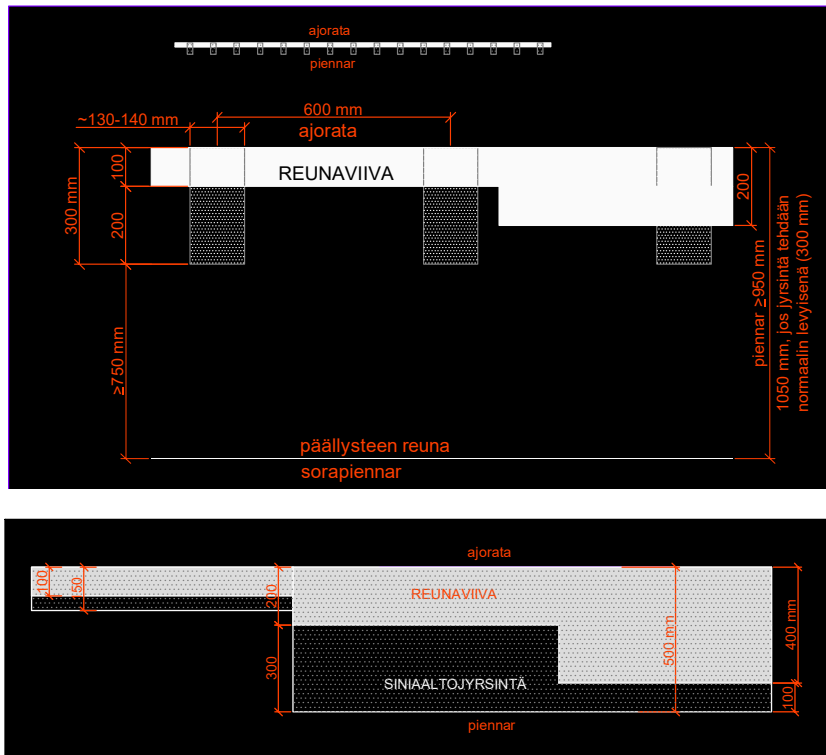 ajorata
piennar
600 mm
~130-140 mm
ajorata
REUNAVIIVA
100
300 mm
200
200
≥750 mm
piennar ≥950 mm
1050 mm, jos jyrsintä tehdään
normaalin levyisenä (300 mm)
päällysteen reuna
sorapiennar
ajorata
100
150
200
REUNAVIIVA
400 mm
500 mm
300
SINIAALTOJYRSINTÄ
100
piennar